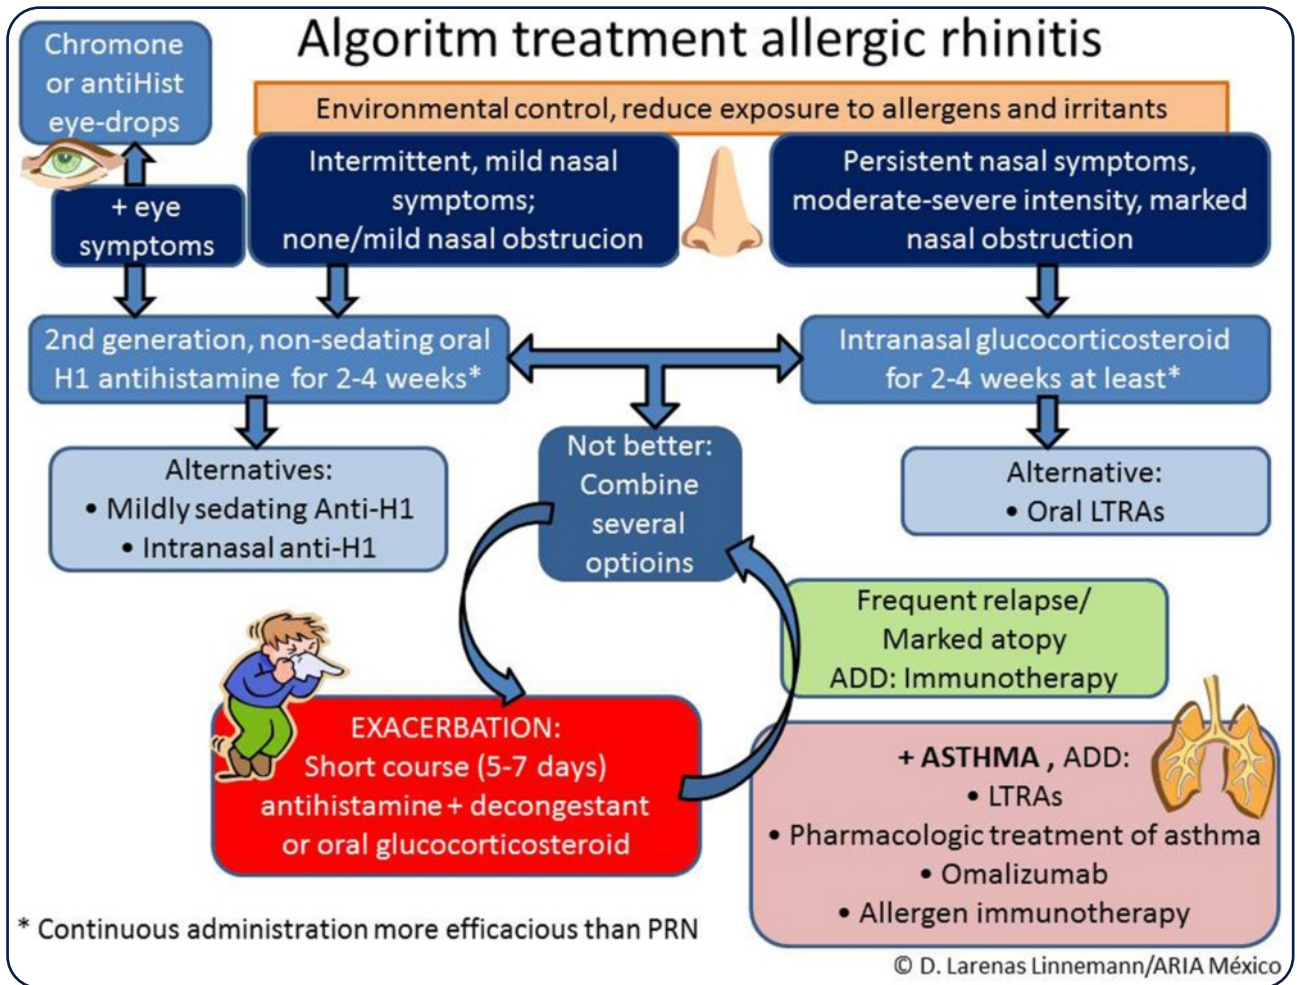 Algoritm treatment allergic rhinitis
Chromone
or antiHist
eye-drops
Environmental control, reduce exposure to allergens and irritants
+ eye
symptoms
Intermittent, mild nasal
symptoms;
none/mild nasal obstrucion
Persistent nasal symptoms,
moderate-severe intensity, marked
nasal obstruction
2nd generation, non-sedating oral
H1 antihistamine for 2-4 weeks*
Intranasal glucocorticosteroid
for 2-4 weeks at least*
Alternatives:
• Mildly sedating Anti-H1
• Intranasal anti-H1
Not better:
Combine
several
optioins
Alternative:
• Oral LTRAs
Frequent relapse/
Marked atopy
ADD: Immunotherapy
EXACERBATION:
Short course (5-7 days)
antihistamine + decongestant
or oral glucocorticosteroid
+ ASTHMA , ADD:
• LTRAs
• Pharmacologic treatment of asthma
• Omalizumab
• Allergen immunotherapy
* Continuous administration more efficacious than PRN
© D. Larenas Linnemann/ARIA México